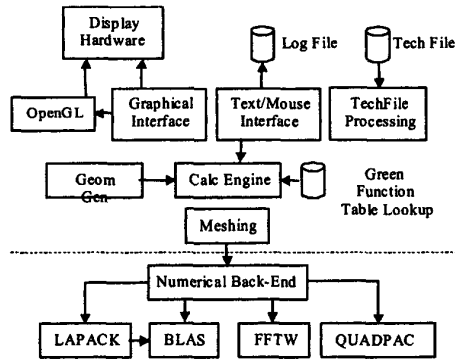 Display
Hardware
Log File
Tech File
OpenGL
Graphical
Interface
Text/Mouse
Interface
TechFile
Processing
Geom
Gen
Calc Engine
Green
Function
Table Lookup
Meshing
Numerical Back-End
LAPACK
BLAS
FFTW
QUADPAC